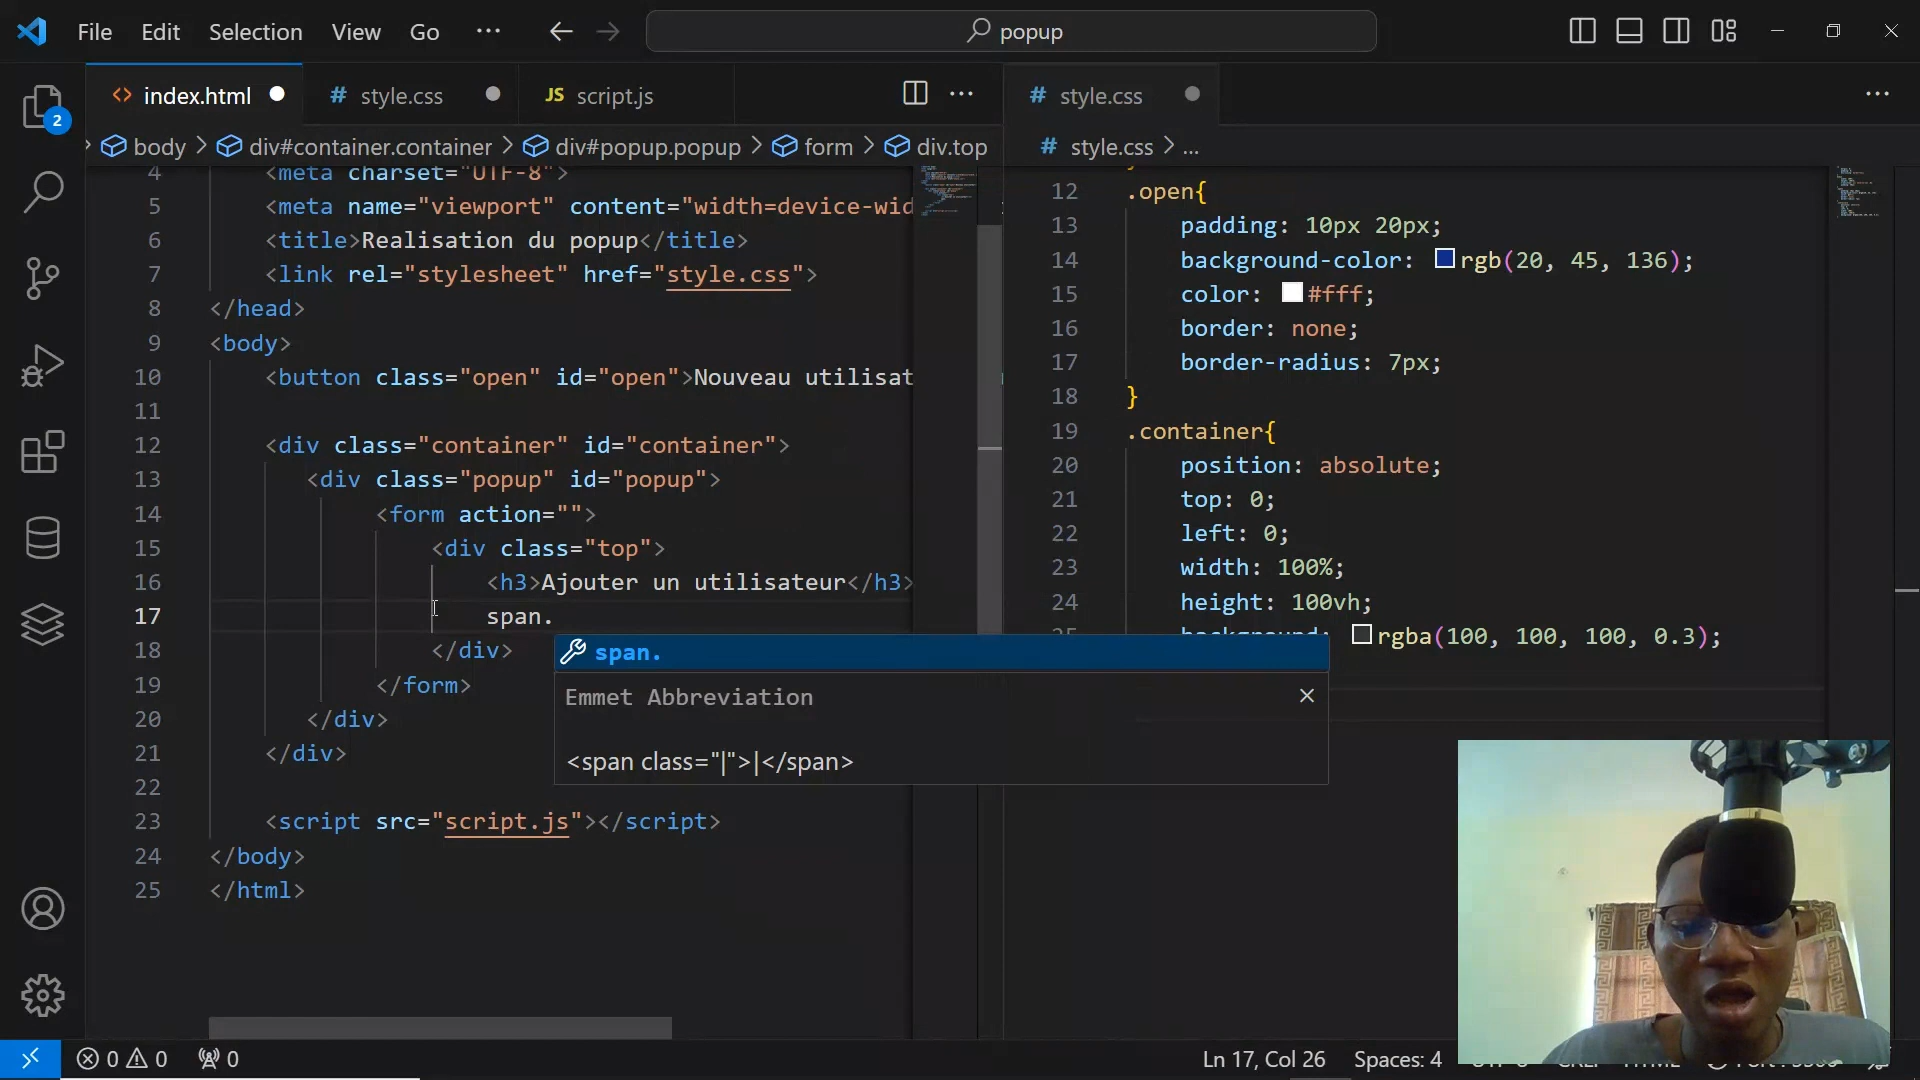 File Edit Selection View Go ··· popup
index.html style.css JS script.js ··· style.css ···
body > div#container.container > div#popup.popup > form > div.top
# style.css > ...
2
4 <meta charset="UTF-8">
5 <meta name="viewport" content="width=device-wid
6 <title>Realisation du popup</title>
7 <link rel="stylesheet" href="style.css">
8 </head>
9 <body>
10 <button class="open" id="open">Nouveau utilisat
11
12 <div class="container" id="container">
13 <div class="popup" id="popup">
14 <form action="">
15 <div class="top">
16 <h3>Ajouter un utilisateur</h3>
17 span.
18 </div>
19 </form>
20 </div>
21 </div>
22
23 <script src="script.js"></script>
24 </body>
25 </html>
span.
Emmet Abbreviation
<span class="|">|</span>
12 .open{
13 padding: 10px 20px;
14 background-color: rgb(20, 45, 136);
15 color: #fff;
16 border: none;
17 border-radius: 7px;
18 }
19 .container{
20 position: absolute;
21 top: 0;
22 left: 0;
23 width: 100%;
24 height: 100vh;
rgba(100, 100, 100, 0.3);
0 0 0 Ln 17, Col 26 Spaces: 4